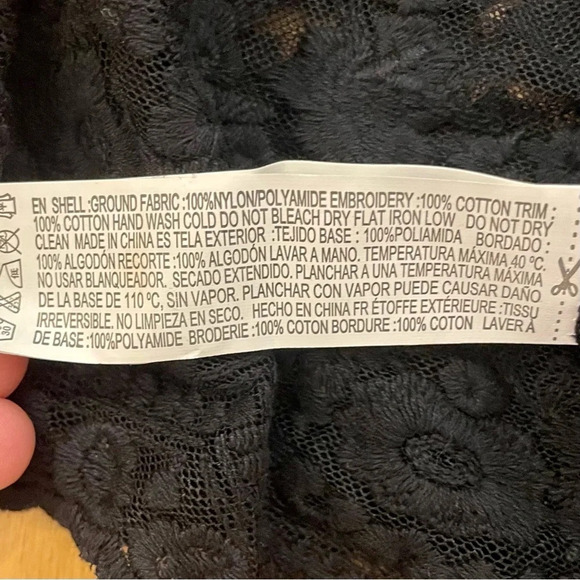 EN SHELL :GROUND FABRIC :100%NYLON/POLYAMIDE EMBROIDERY :100% COTTON TRIM :
100% COTTON HAND WASH COLD DO NOT BLEACH DRY FLAT IRON LOW DO NOT DRY
CLEAN MADE IN CHINA ES TELA EXTERIOR :TEJIDO BASE : 100%POLIAMIDA BORDADO :
100% ALGODÓN RECORTE :100% ALGODÓN LAVAR A MANO. TEMPERATURA MÁXIMA 40 ºC.
NO USAR BLANQUEADOR. SECADO EXTENDIDO. PLANCHAR A UNA TEMPERATURA MÁXIMA
DE LA BASE DE 110 ºC, SIN VAPOR. PLANCHAR CON VAPOR PUEDE CAUSAR DAÑO
IRREVERSIBLE. NO LIMPIEZA EN SECO. HECHO EN CHINA FR ÉTOFFE EXTÉRIEURE :TISSU
DE BASE :100%POLYAMIDE BRODERIE :100% COTON BORDURE :100% COTON LAVER À